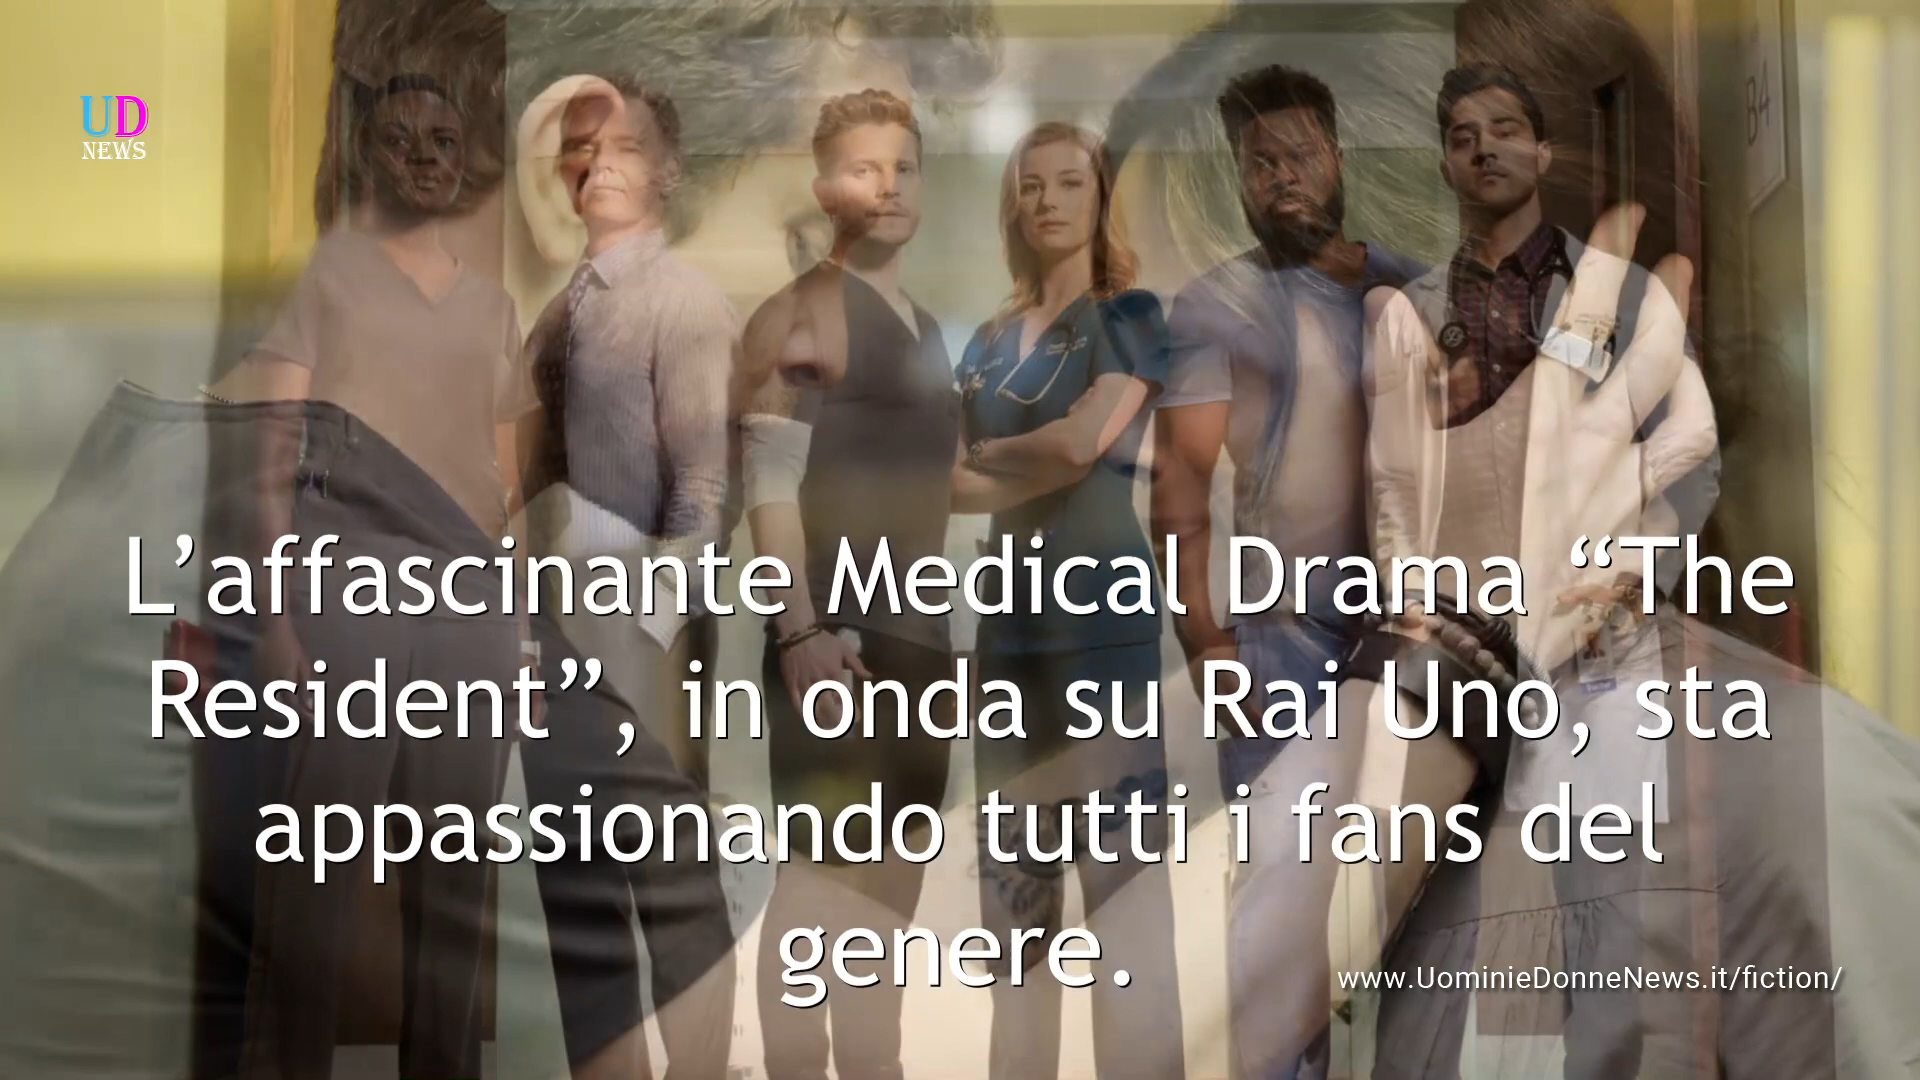 UD
NEWS
B4
L’affascinante Medical Drama “The
Resident”, in onda su Rai Uno, sta
appassionando tutti i fans del
genere.
www.UominieDonneNews.it/fiction/